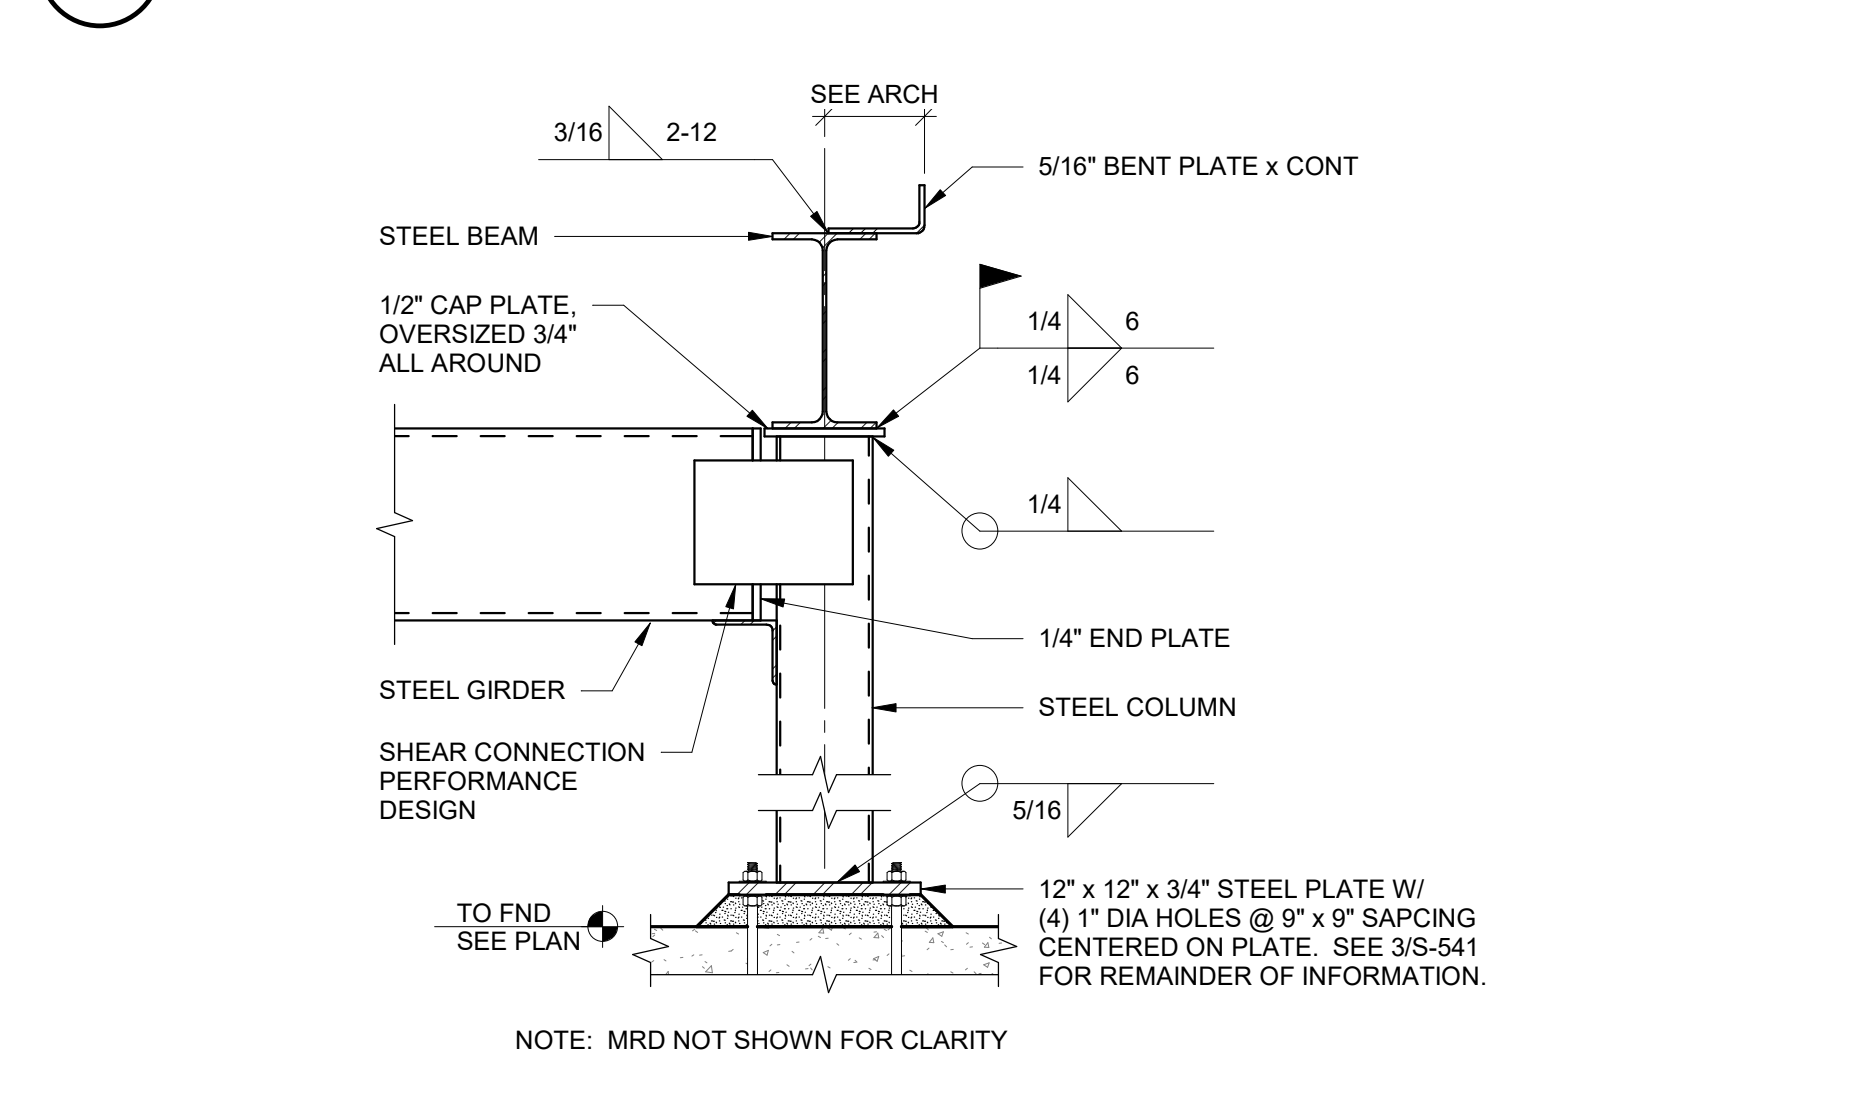 SEE ARCH
3/16 2-12
5/16" BENT PLATE x CONT
STEEL BEAM
1/2" CAP PLATE,
OVERSIZED 3/4"
ALL AROUND
1/4 6
1/4 6
1/4
1/4" END PLATE
STEEL GIRDER
STEEL COLUMN
SHEAR CONNECTION
PERFORMANCE
DESIGN
5/16
12" x 12" x 3/4" STEEL PLATE W/
(4) 1" DIA HOLES @ 9" x 9" SAPCING
CENTERED ON PLATE.  SEE 3/S-541
FOR REMAINDER OF INFORMATION.
TO FND
SEE PLAN
NOTE:  MRD NOT SHOWN FOR CLARITY